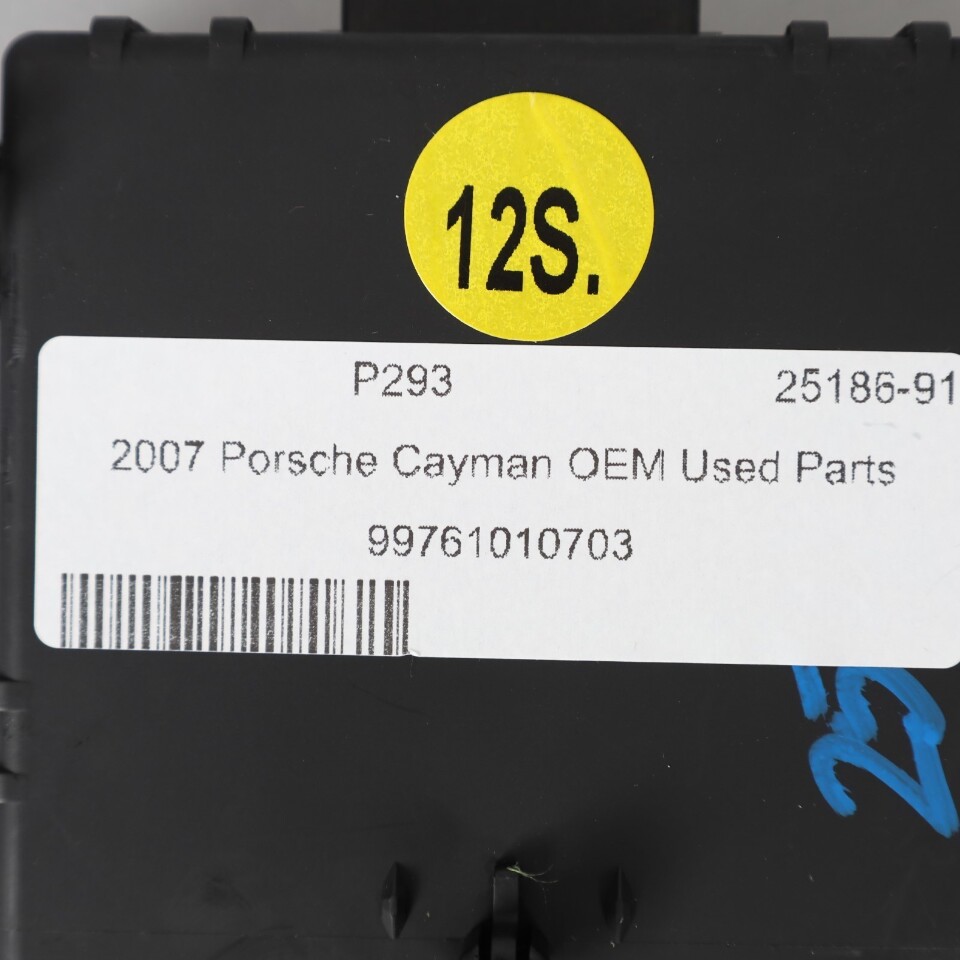 12S.
P293 25186-91
2007 Porsche Cayman OEM Used Parts
99761010703